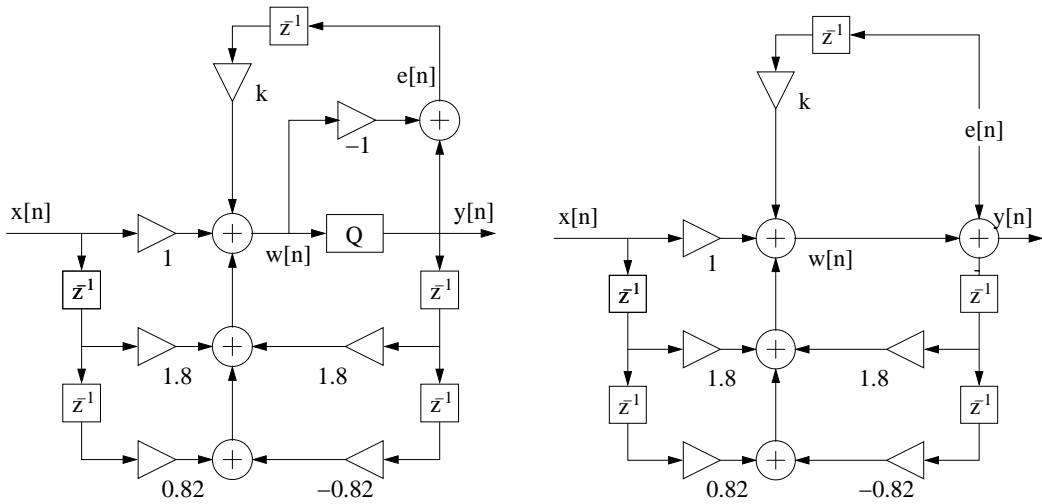 z⁻¹ z⁻¹
k e[n] k
+ e[n]
−1
x[n] y[n] x[n] y[n]
+ Q + +
1 w[n] 1 w[n]
z⁻¹ z⁻¹ z⁻¹ z⁻¹
+ +
1.8 1.8 1.8 1.8
z⁻¹ z⁻¹ z⁻¹ z⁻¹
+ +
0.82 −0.82 0.82 −0.82